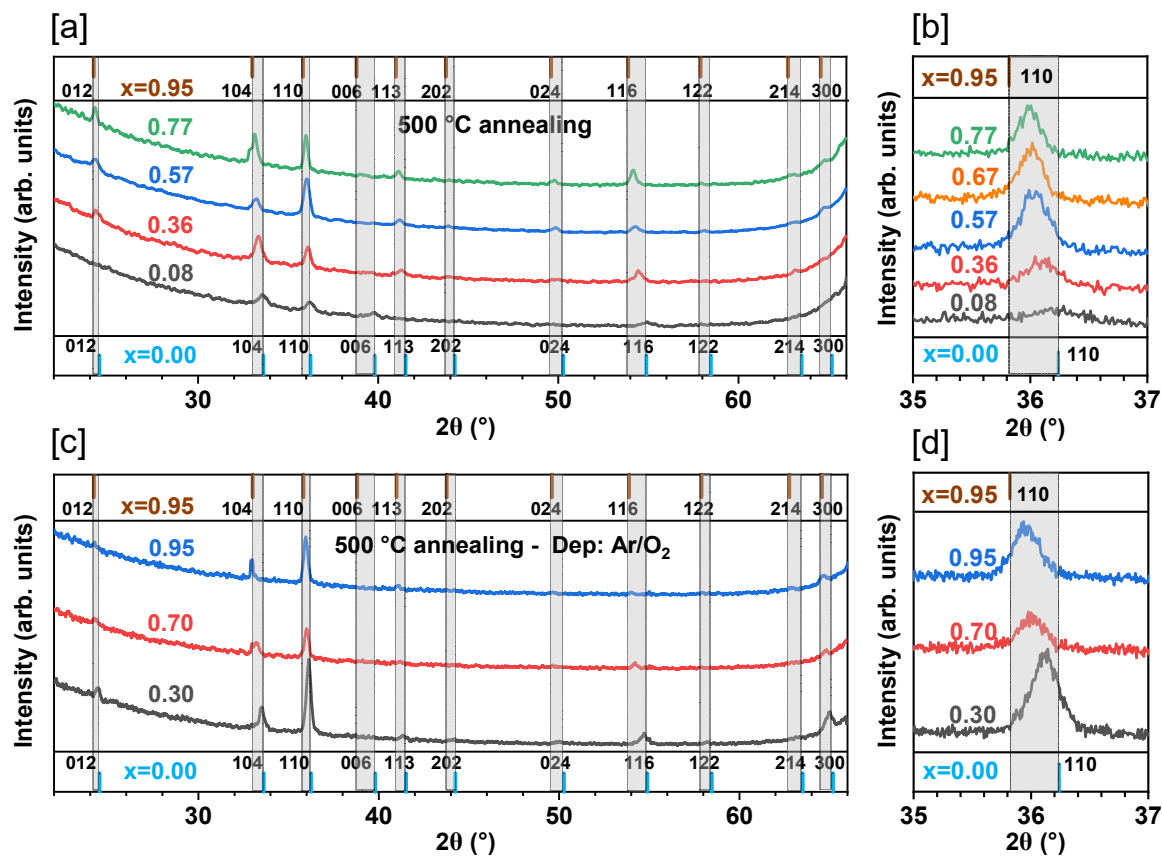 [a]
012 x=0.95 104 110 006 113 202 024 116 122 214 300
500 °C annealing
0.77
0.57
0.36
0.08
012 x=0.00 104 110 006 113 202 024 116 122 214 300
30 40 50 60
2θ (°)
Intensity (arb. units)
[b]
x=0.95 110
0.77
0.67
0.57
0.36
0.08
x=0.00 110
35 36 37
2θ (°)
Intensity (arb. units)
[c]
012 x=0.95 104 110 006 113 202 024 116 122 214 300
500 °C annealing - Dep: Ar/O₂
0.95
0.70
0.30
012 x=0.00 104 110 006 113 202 024 116 122 214 300
30 40 50 60
2θ (°)
Intensity (arb. units)
[d]
x=0.95 110
0.95
0.70
0.30
x=0.00 110
35 36 37
2θ (°)
Intensity (arb. units)